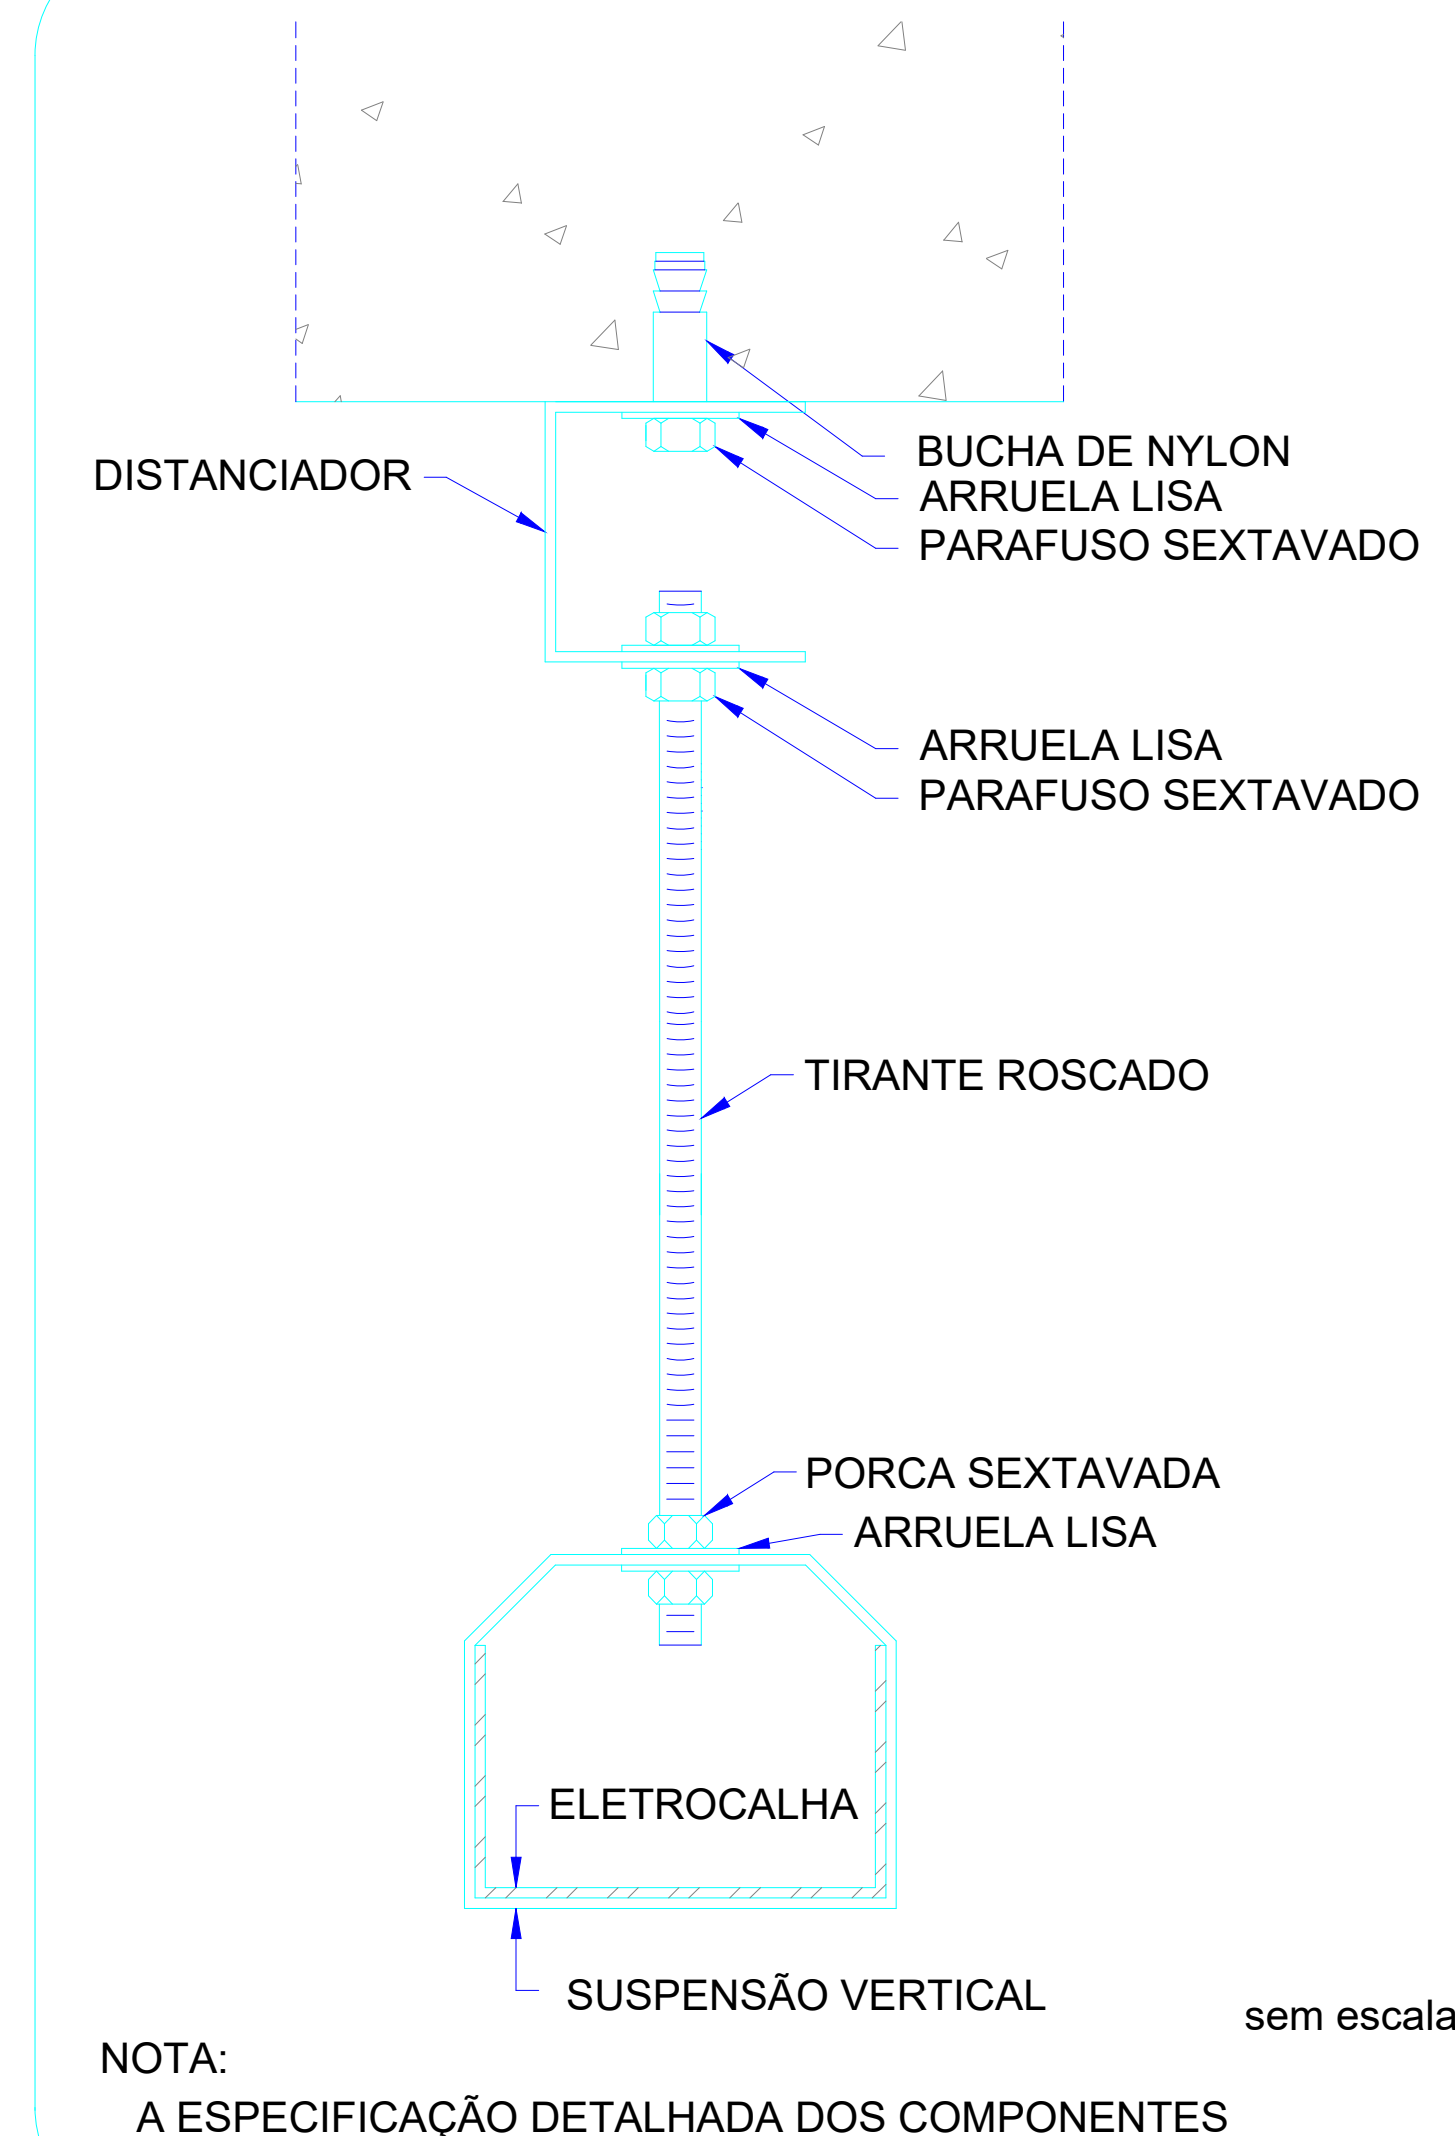 BUCHA DE NYLON
DISTANCIADOR
ARRUELA LISA
PARAFUSO SEXTAVADO
ARRUELA LISA
PARAFUSO SEXTAVADO
TIRANTE ROSCADO
PORCA SEXTAVADA
ARRUELA LISA
ELETROCALHA
SUSPENSÃO VERTICAL
sem escala
NOTA:
A ESPECIFICAÇÃO DETALHADA DOS COMPONENTES